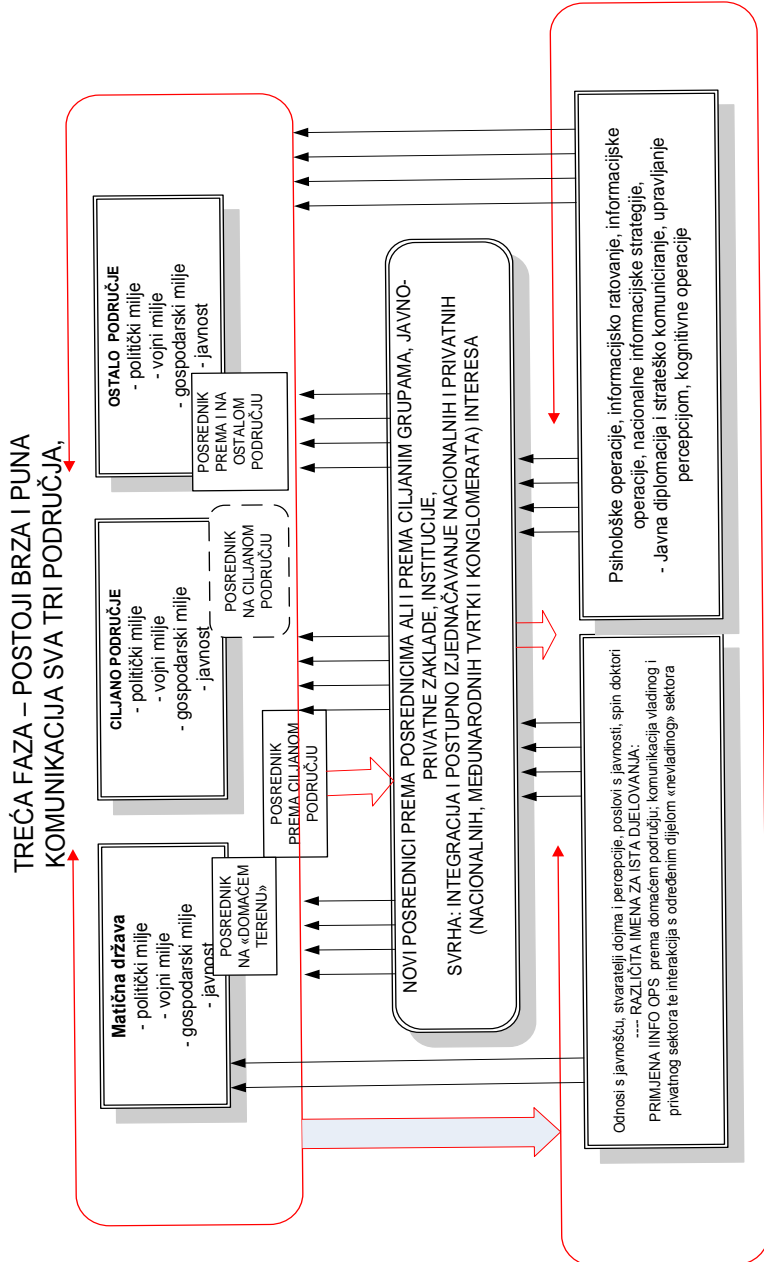 TREĆA FAZA – POSTOJI BRZA I PUNA
KOMUNIKACIJA SVA TRI PODRUČJA,
Matična država
- politički milje
- vojni milje
- gospodarski milje
- javnost
POSREDNIK
NA «DOMAĆEM
TERENU»
POSREDNIK
PREMA CILJANOM
PODRUČJU
CILJANO PODRUČJE
- politički milje
- vojni milje
- gospodarski milje
- javnost
POSREDNIK
NA CILJANOM
PODRUČJU
OSTALO PODRUČJE
- politički milje
- vojni milje
- gospodarski milje
- javnost
POSREDNIK
PREMA I NA
OSTALOM
PODRUČJU
NOVI POSREDNICI PREMA POSREDNICIMA ALI I PREMA CILJANIM GRUPAMA, JAVNO-
PRIVATNE ZAKLADE, INSTITUCIJE,
SVRHA: INTEGRACIJA I POSTUPNO IZJEDNAČAVANJE NACIONALNIH I PRIVATNIH
(NACIONALNIH, MEĐUNARODNIH TVRTKI I KONGLOMERATA) INTERESA
Odnosi s javnošću, stvaratelji dojma i percepcije, poslovi s javnosti, spin doktori
---- RAZLIČITA IMENA ZA ISTA DJELOVANJA:
PRIMJENA IINFO OPS prema domaćem području; komunikacija vladinog i
privatnog sektora te interakcija s određenim dijelom «nevladinog» sektora
Psihološke operacije, informacijsko ratovanje, informacijske
operacije, nacionalne informacijske strategije,
- Javna diplomacija i strateško komuniciranje, upravljanje
percepcijom, kognitivne operacije